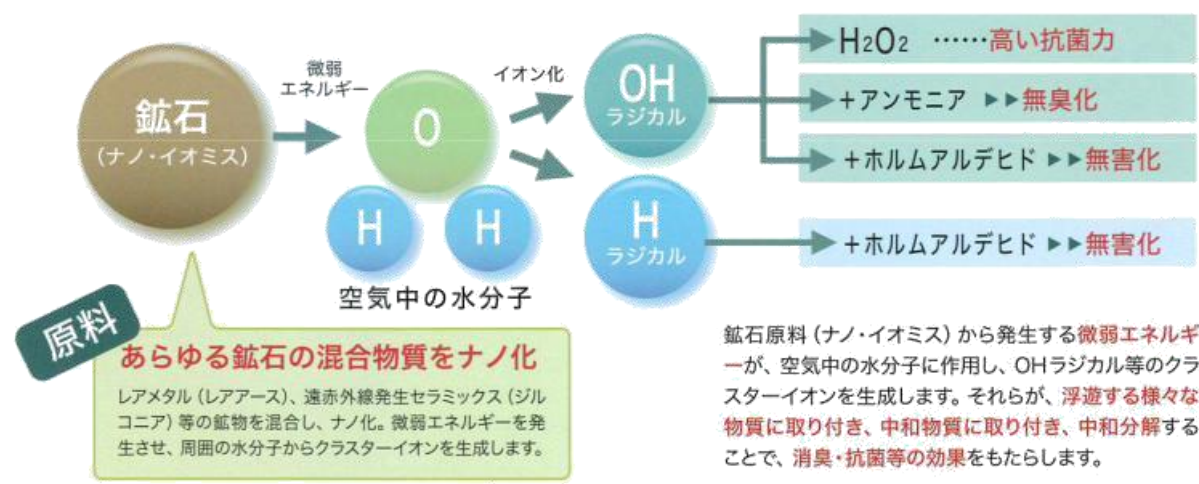 鉱石
(ナノ・イオミス)
微弱
エネルギー
O
H
H
空気中の水分子
イオン化
OH
ラジカル
H
ラジカル
H2O2 ……高い抗菌力
+アンモニア ▶▶無臭化
+ホルムアルデヒド ▶▶無害化
+ホルムアルデヒド ▶▶無害化
原料
あらゆる鉱石の混合物質をナノ化
レアメタル(レアアース)、遠赤外線発生セラミックス(ジル
コニア)等の鉱物を混合し、ナノ化。微弱エネルギーを発
生させ、周囲の水分子からクラスターイオンを生成します。
鉱石原料(ナノ・イオミス)から発生する微弱エネルギ
ーが、空気中の水分子に作用し、OHラジカル等のクラ
スターイオンを生成します。それらが、浮遊する様々な
物質に取り付き、中和物質に取り付き、中和分解する
ことで、消臭・抗菌等の効果をもたらします。